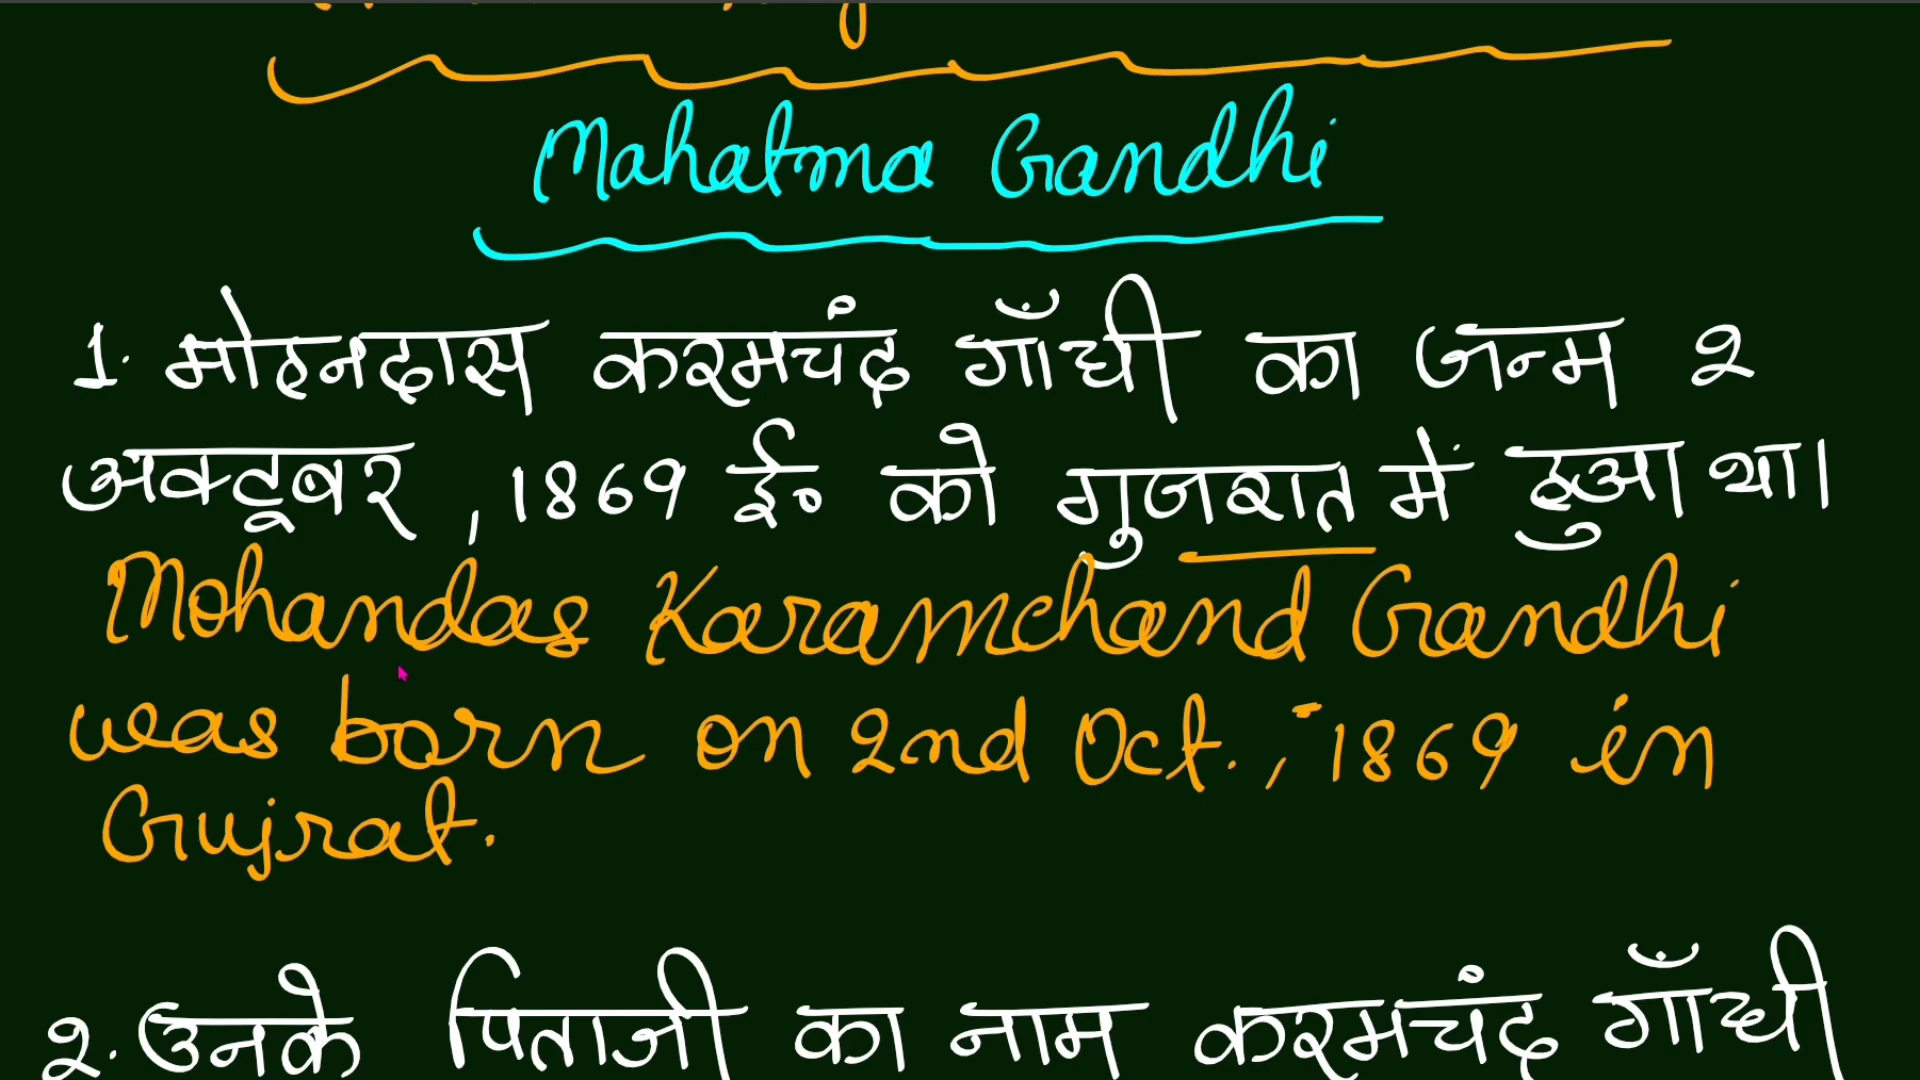 Mahatma Gandhi
1. मोहनदास करमचंद गाँधी का जन्म 2
अक्टूबर, 1869 ई० को गुजरात में हुआ था।
Mohandas Karamchand Gandhi
was born on 2nd Oct., 1869 in
Gujrat.
2. उनके पिताजी का नाम करमचंद गाँधी